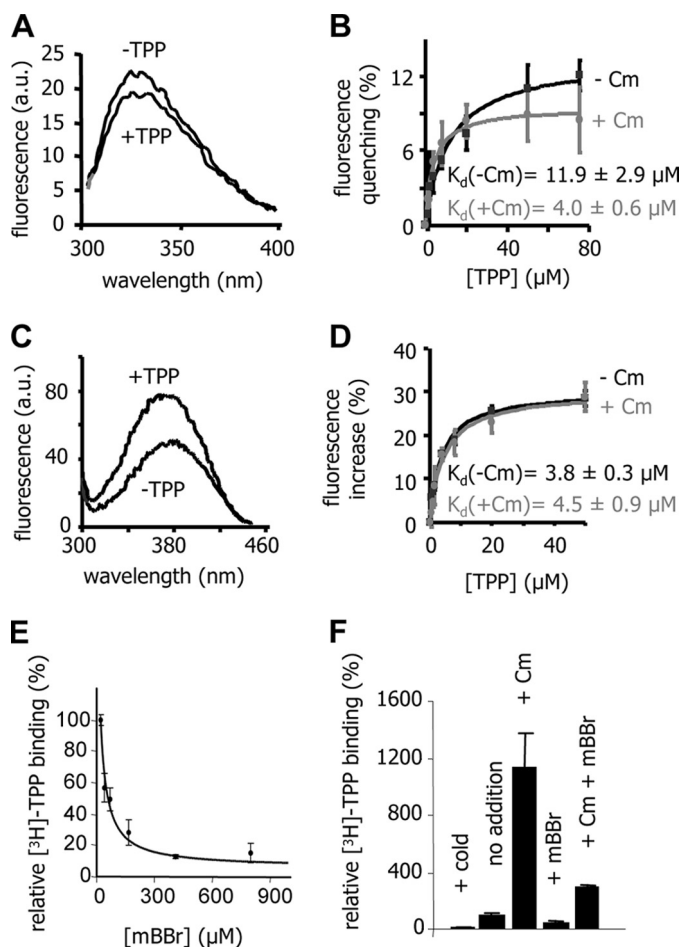 A
fluorescence (a.u.)
25
20
15
10
5
0
-TPP
+TPP
300
350
400
wavelength (nm)
B
fluorescence
quenching (%)
12
9
6
3
0
- Cm
+ Cm
Kd(-Cm)= 11.9 ± 2.9 µM
Kd(+Cm)= 4.0 ± 0.6 µM
0
40
80
[TPP] (µM)
C
fluorescence (a.u.)
80
40
0
+TPP
-TPP
300
380
460
wavelength (nm)
D
fluorescence
increase (%)
40
30
20
10
0
- Cm
+ Cm
Kd(-Cm)= 3.8 ± 0.3 µM
Kd(+Cm)= 4.5 ± 0.9 µM
0
20
40
[TPP] (µM)
E
relative [³H]-TPP binding (%)
100
80
60
40
20
0
0
300
600
900
[mBBr] (µM)
F
relative [³H]-TPP binding (%)
1600
1200
800
400
0
+ cold
no addition
+ Cm
+ mBBr
+ Cm + mBBr